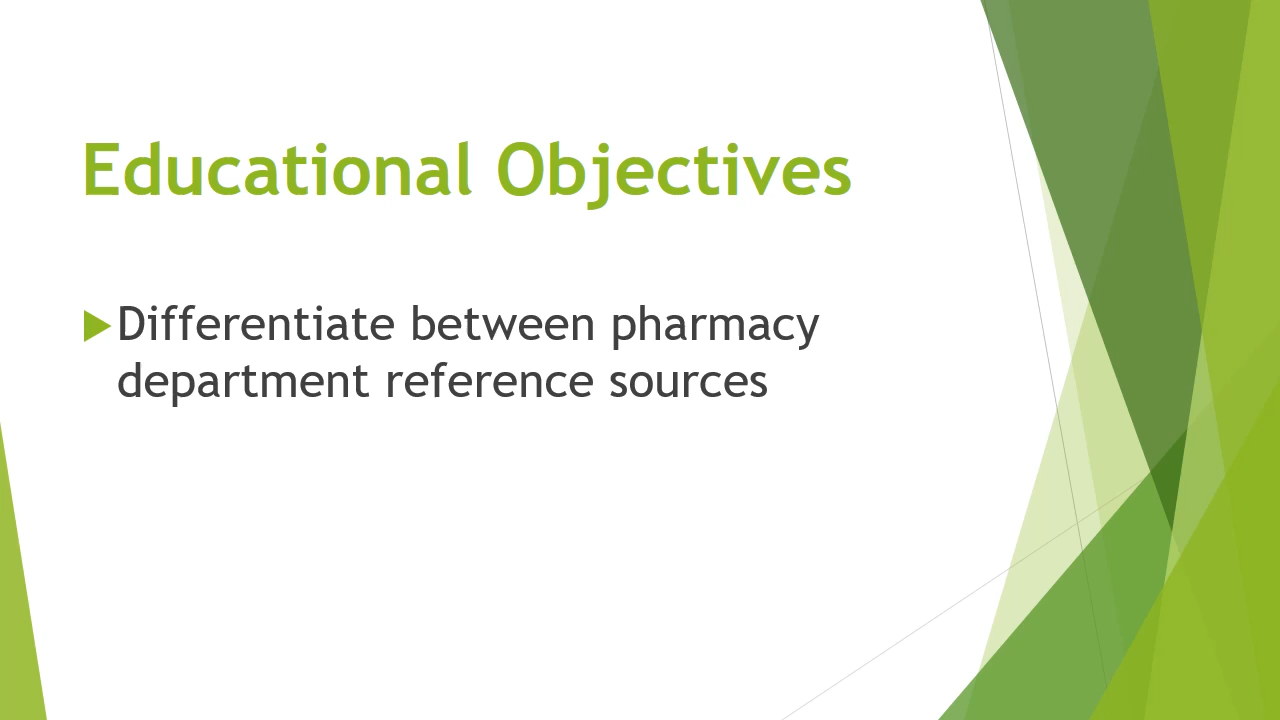 Educational Objectives
Differentiate between pharmacy
department reference sources